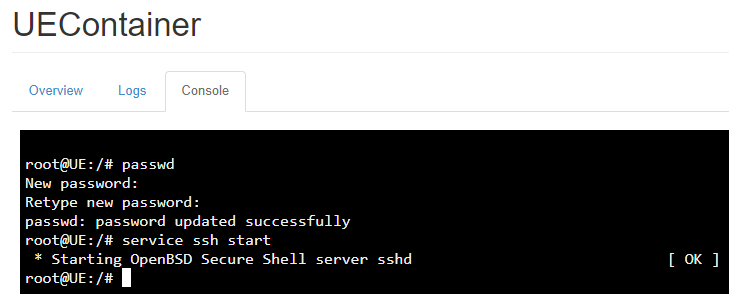 UEContainer
Overview Logs Console
root@UE:/# passwd
New password:
Retype new password:
passwd: password updated successfully
root@UE:/# service ssh start
 * Starting OpenBSD Secure Shell server sshd [ OK ]
root@UE:/#